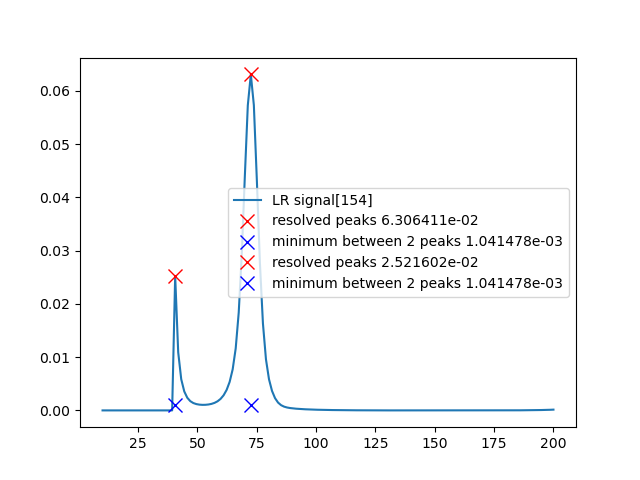 0.06
0.05
0.04
0.03
0.02
0.01
0.00
LR signal[154]
resolved peaks 6.306411e-02
minimum between 2 peaks 1.041478e-03
resolved peaks 2.521602e-02
minimum between 2 peaks 1.041478e-03
25 50 75 100 125 150 175 200